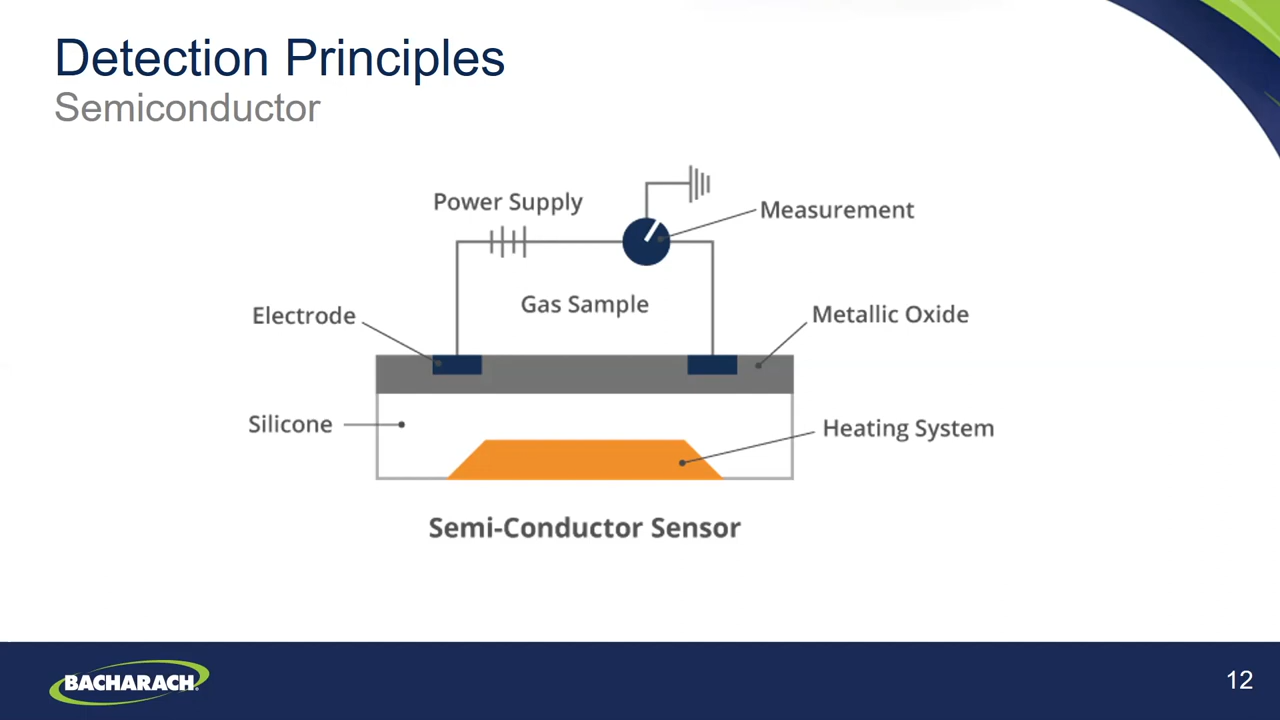 Detection Principles
Semiconductor
Power Supply
Measurement
Gas Sample
Electrode
Metallic Oxide
Silicone
Heating System
Semi-Conductor Sensor
BACHARACH
12